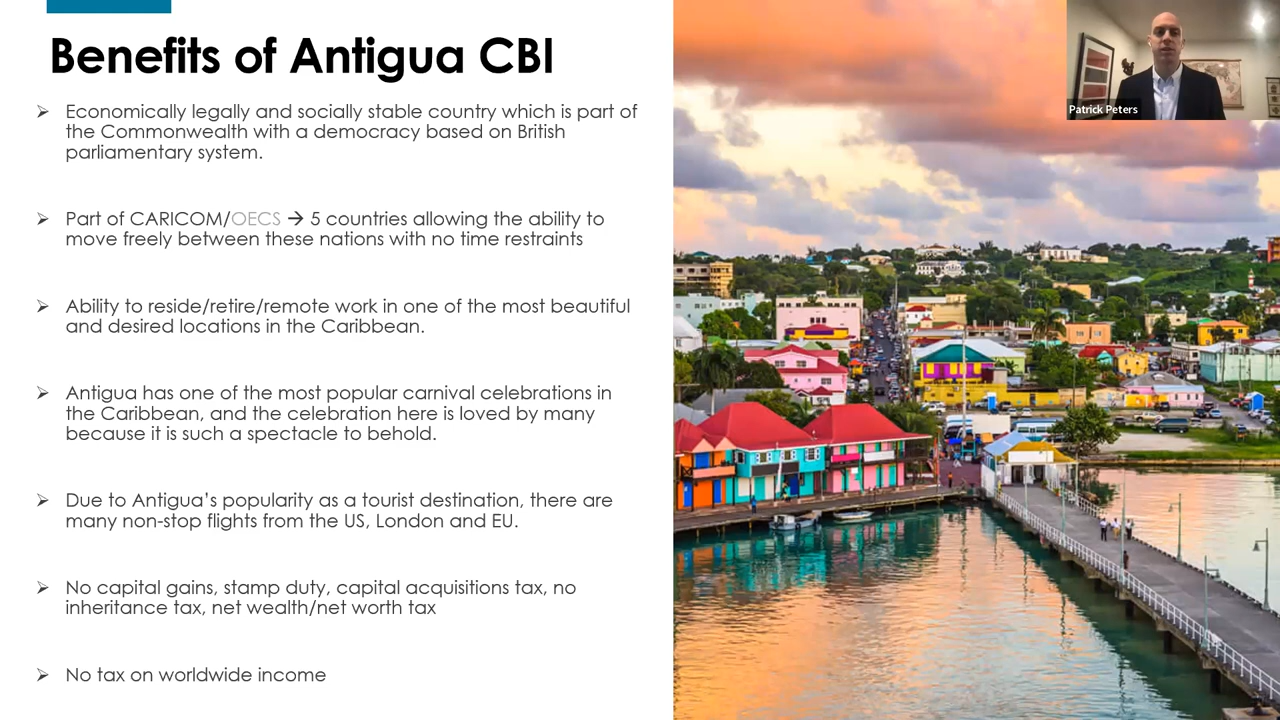 Benefits of Antigua CBI
Patrick Peters
➢ Economically legally and socially stable country which is part of
the Commonwealth with a democracy based on British
parliamentary system.
➢ Part of CARICOM/OECS → 5 countries allowing the ability to
move freely between these nations with no time restraints
➢ Ability to reside/retire/remote work in one of the most beautiful
and desired locations in the Caribbean.
➢ Antigua has one of the most popular carnival celebrations in
the Caribbean, and the celebration here is loved by many
because it is such a spectacle to behold.
➢ Due to Antigua’s popularity as a tourist destination, there are
many non-stop flights from the US, London and EU.
➢ No capital gains, stamp duty, capital acquisitions tax, no
inheritance tax, net wealth/net worth tax
➢ No tax on worldwide income